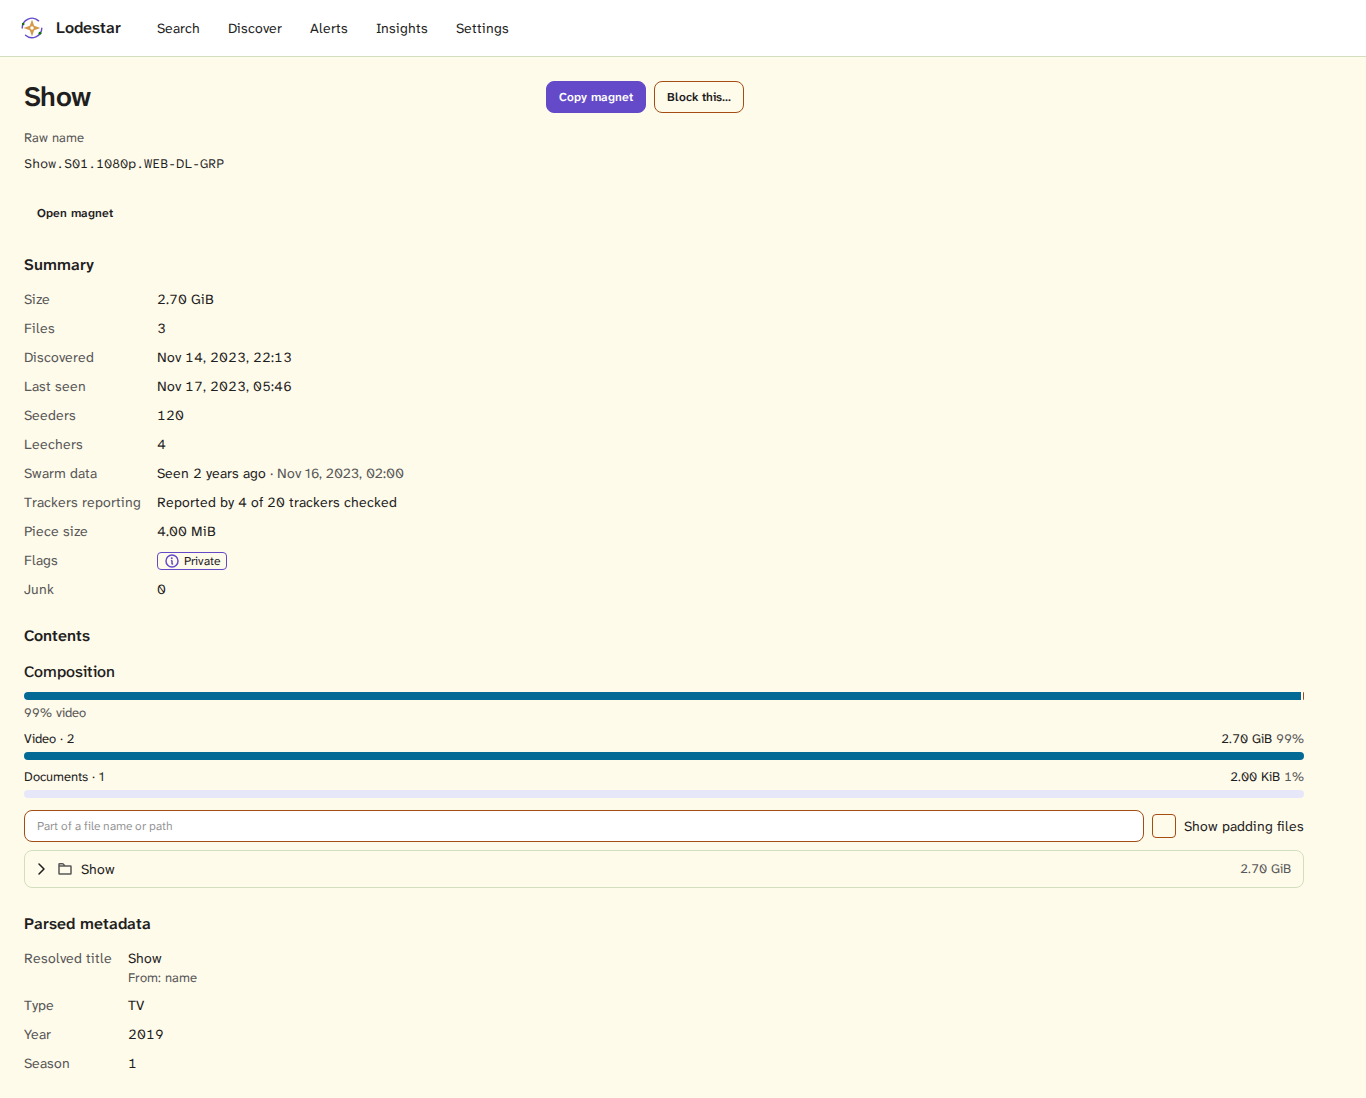 Lodestar Search Discover Alerts Insights Settings
Show
Copy magnet
Block this...
Raw name
Show.S01.1080p.WEB-DL-GRP
Open magnet
Summary
Size 2.70 GiB
Files 3
Discovered Nov 14, 2023, 22:13
Last seen Nov 17, 2023, 05:46
Seeders 120
Leechers 4
Swarm data Seen 2 years ago · Nov 16, 2023, 02:00
Trackers reporting Reported by 4 of 20 trackers checked
Piece size 4.00 MiB
Flags Private
Junk 0
Contents
Composition
99% video
Video · 2 2.70 GiB 99%
Documents · 1 2.00 KiB 1%
Part of a file name or path Show padding files
Show 2.70 GiB
Parsed metadata
Resolved title Show
From: name
Type TV
Year 2019
Season 1